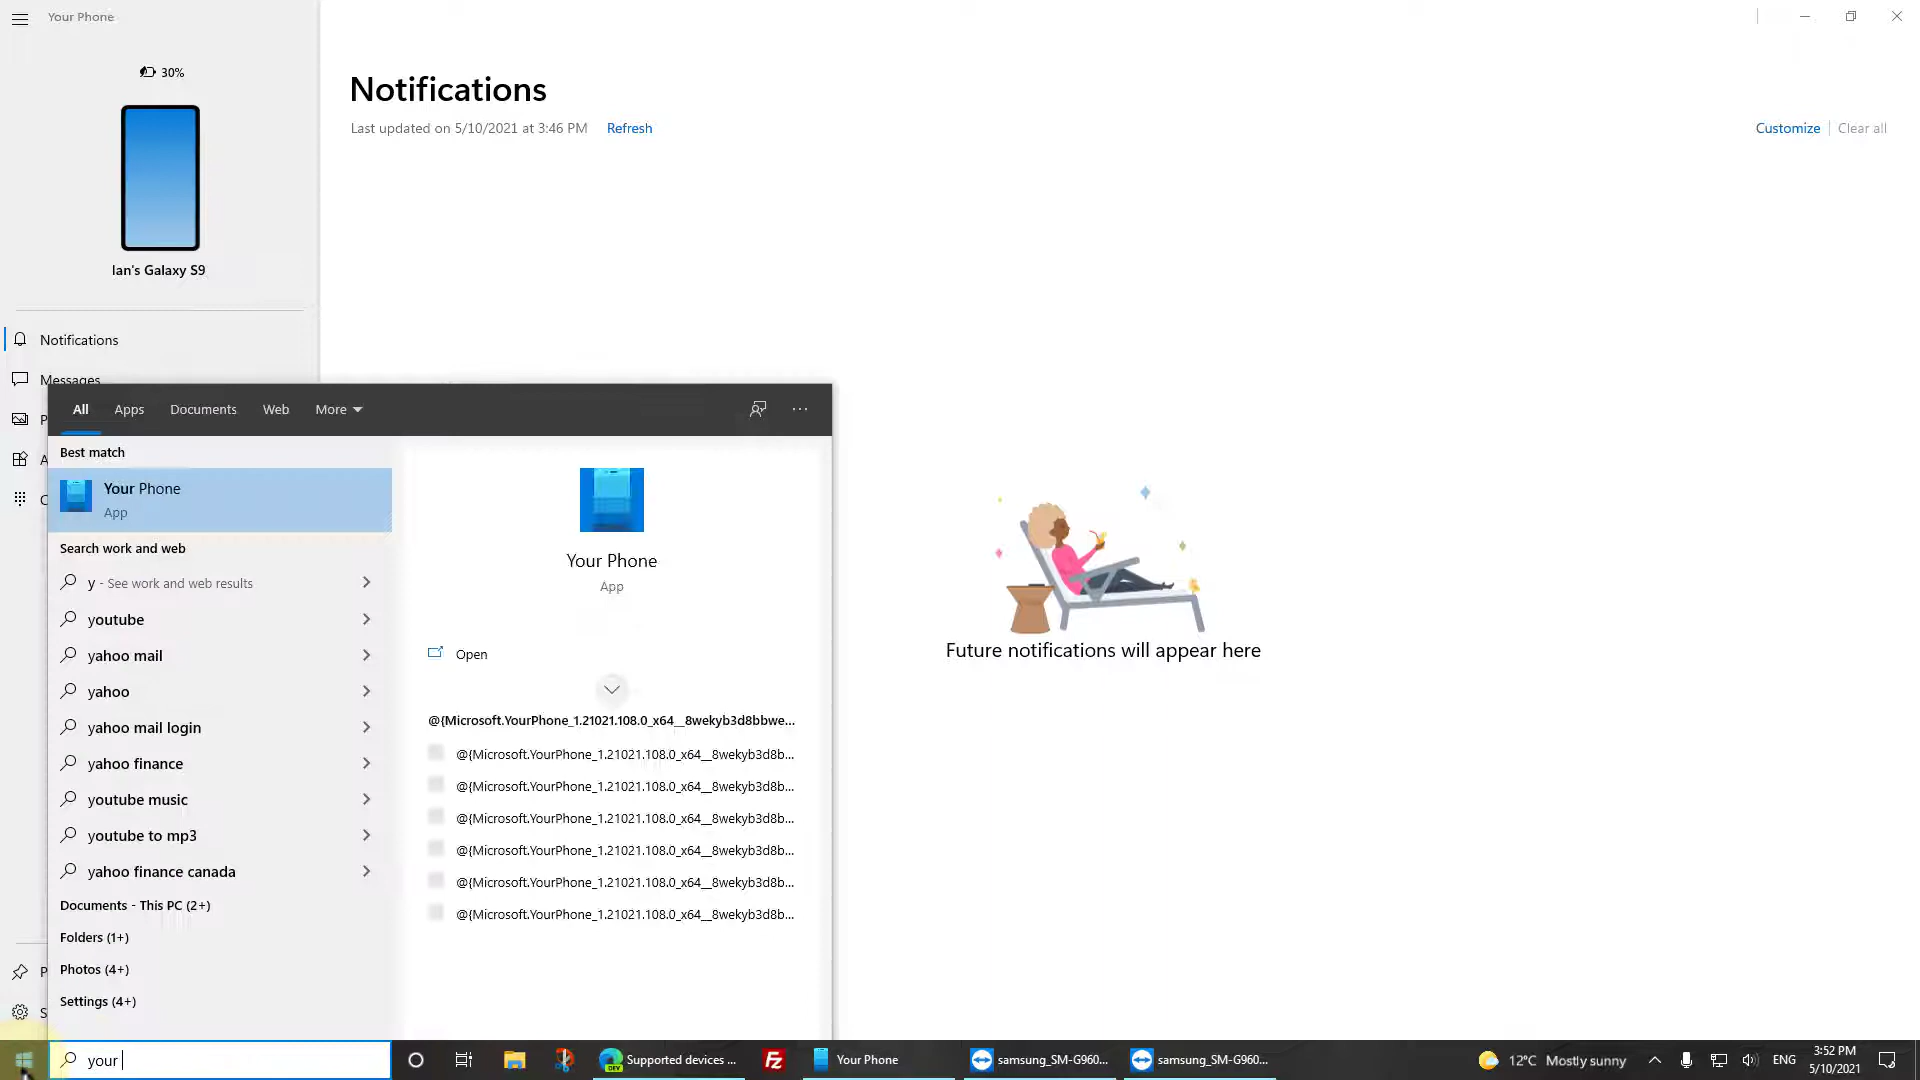 Your Phone
30%
Ian's Galaxy S9
Notifications
Messages
P
A
C
P
S
Notifications
Last updated on 5/10/2021 at 3:46 PM Refresh
Customize Clear all
Future notifications will appear here
All Apps Documents Web More
Best match
Your Phone
App
Search work and web
y - See work and web results
youtube
yahoo mail
yahoo
yahoo mail login
yahoo finance
youtube music
youtube to mp3
yahoo finance canada
Documents - This PC (2+)
Folders (1+)
Photos (4+)
Settings (4+)
Your Phone
App
Open
@{Microsoft.YourPhone_1.21021.108.0_x64__8wekyb3d8bbwe...
@{Microsoft.YourPhone_1.21021.108.0_x64__8wekyb3d8b...
@{Microsoft.YourPhone_1.21021.108.0_x64__8wekyb3d8b...
@{Microsoft.YourPhone_1.21021.108.0_x64__8wekyb3d8b...
@{Microsoft.YourPhone_1.21021.108.0_x64__8wekyb3d8b...
@{Microsoft.YourPhone_1.21021.108.0_x64__8wekyb3d8b...
@{Microsoft.YourPhone_1.21021.108.0_x64__8wekyb3d8b...
your
DEV Supported devices ... Fz Your Phone samsung_SM-G960... samsung_SM-G960... 12°C Mostly sunny ENG
3:52 PM
5/10/2021